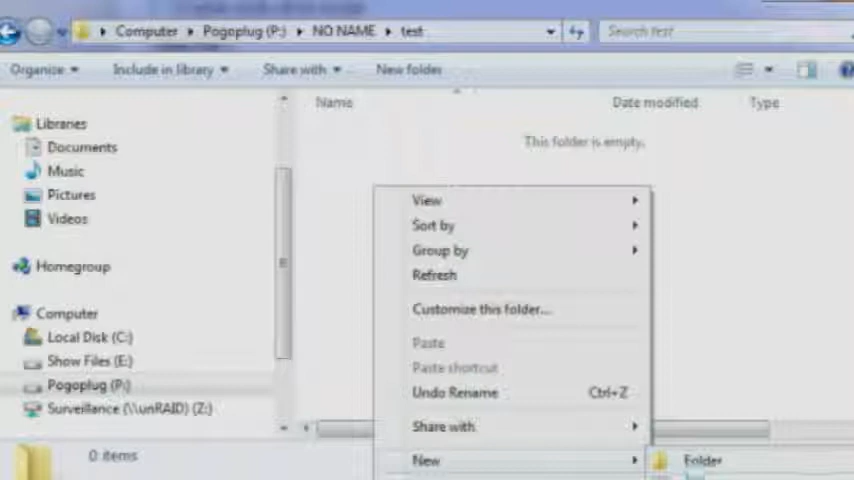 Computer Pogoplug (P:) NO NAME test Search test
Organize Include in library Share with New folder
Name Date modified Type
This folder is empty.
Libraries
Documents
Music
Pictures
Videos
Homegroup
Computer
Local Disk (C:)
Show Files (E:)
Pogoplug (P:)
Surveillance (\\unRAID) (Z:)
View
Sort by
Group by
Refresh
Customize this folder...
Paste
Paste shortcut
Undo Rename Ctrl+Z
Share with
New Folder
0 items